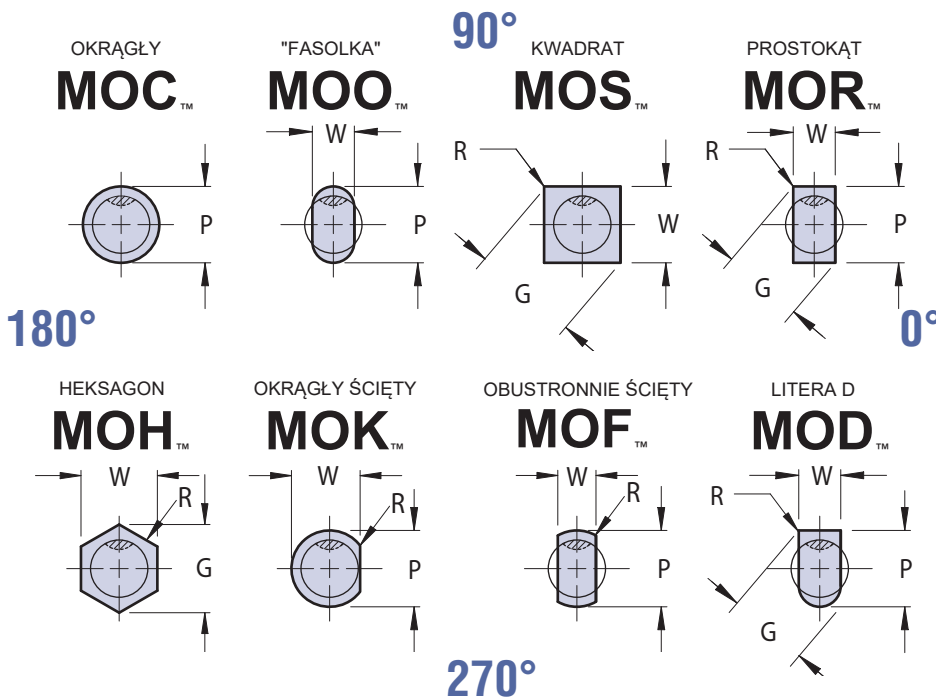 90°
OKRĄGŁY "FASOLKA" KWADRAT PROSTOKĄT
MOC™ MOO™ MOS™ MOR™
W W
R R
P P W P
G G
180° 0°
HEKSAGON OKRĄGŁY ŚCIĘTY OBUSTRONNIE ŚCIĘTY LITERA D
MOH™ MOK™ MOF™ MOD™
W W W W
R R R R
G P P P
G
270°